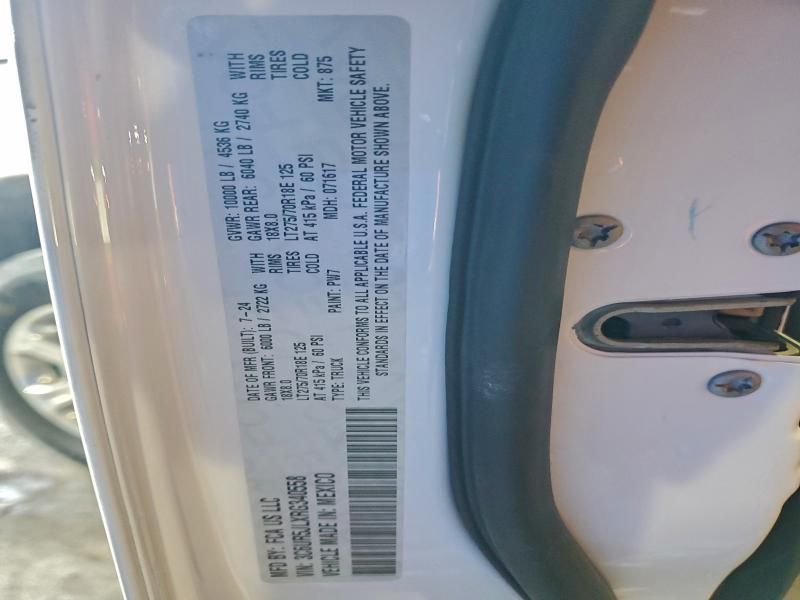 MFD BY: FCA US LLC
VIN: 3C6UR5JLXRG340558
VEHICLE MADE IN: MEXICO
DATE OF MFR (BUILT): 7-24 GVWR: 10000 LB / 4536 KG
GAWR FRONT: 6000 LB / 2722 KG WITH GAWR REAR: 6040 LB / 2740 KG WITH
18X8.0 RIMS 18X8.0 RIMS
LT275/70R18E 125 TIRES LT275/70R18E 125 TIRES
AT 415 kPa / 60 PSI COLD AT 415 kPa / 60 PSI COLD
TYPE: TRUCK PAINT: PW7 MDH: 071617 MKT: 875
THIS VEHICLE CONFORMS TO ALL APPLICABLE U.S.A. FEDERAL MOTOR VEHICLE SAFETY
STANDARDS IN EFFECT ON THE DATE OF MANUFACTURE SHOWN ABOVE.